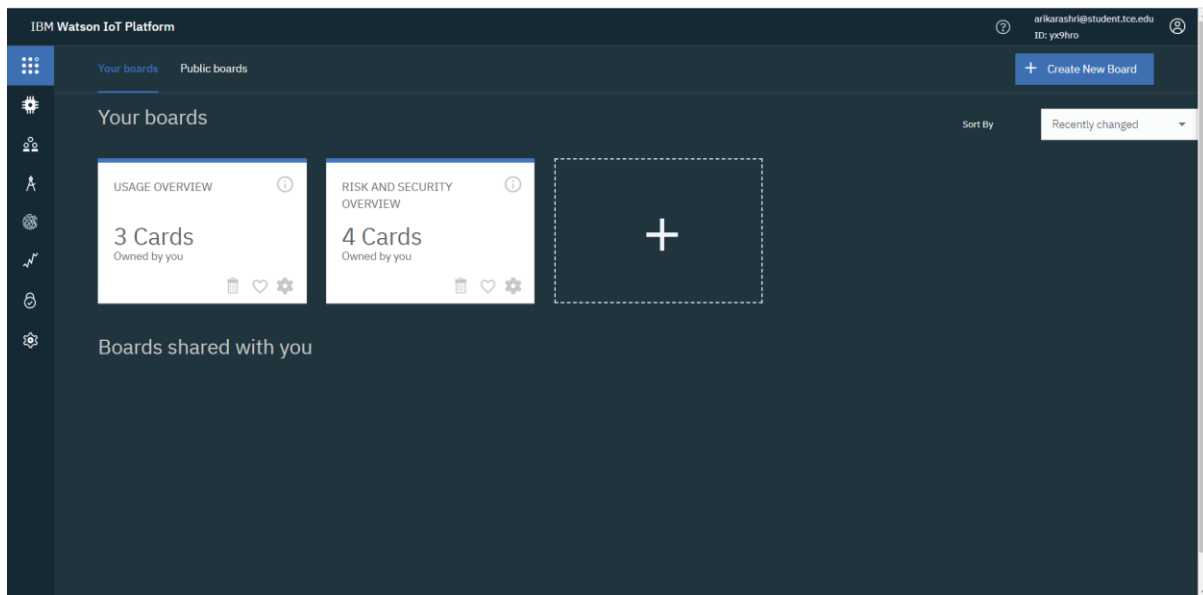 IBM Watson IoT Platform
arikarashri@student.tce.edu
ID: yx9hro
Your boards
Public boards
+ Create New Board
Your boards
Sort By
Recently changed
USAGE OVERVIEW
3 Cards
Owned by you
RISK AND SECURITY
OVERVIEW
4 Cards
Owned by you
Boards shared with you